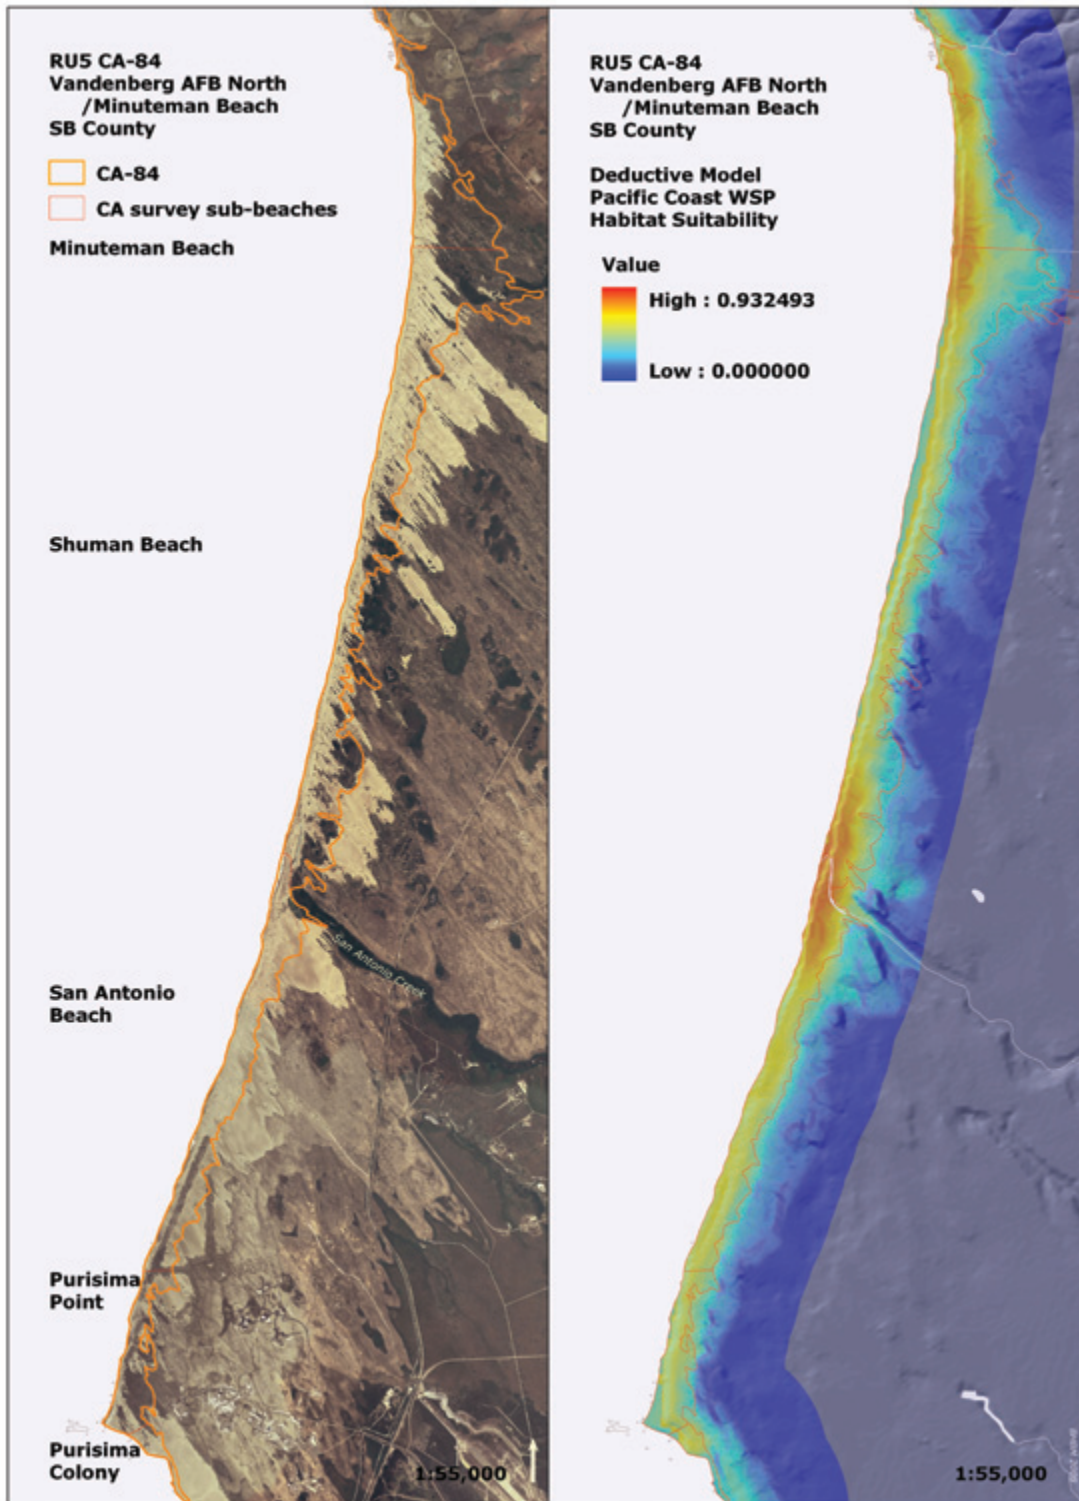 RU5 CA-84
Vandenberg AFB North
/Minuteman Beach
SB County
CA-84
CA survey sub-beaches
Minuteman Beach
Shuman Beach
San Antonio Creek
San Antonio
Beach
Purisima
Point
Purisima
Colony
1:55,000
RU5 CA-84
Vandenberg AFB North
/Minuteman Beach
SB County
Deductive Model
Pacific Coast WSP
Habitat Suitability
Value
High : 0.932493
Low : 0.000000
1:55,000